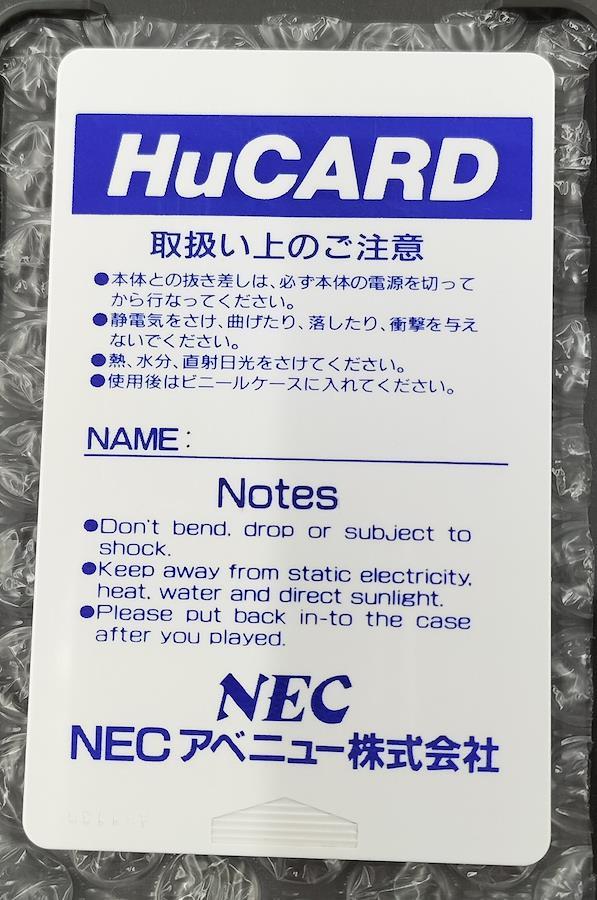 HuCARD
取扱い上のご注意
●本体との抜き差しは、必ず本体の電源を切って
から行なってください。
●静電気をさけ、曲げたり、落したり、衝撃を与え
ないでください。
●熱、水分、直射日光をさけてください。
●使用後はビニールケースに入れてください。
NAME:
Notes
●Don't bend. drop or subject to
shock.
●Keep away from static electricity.
heat. water and direct sunlight.
●Please put back in-to the case
after you played.
NEC
NECアベニュー株式会社